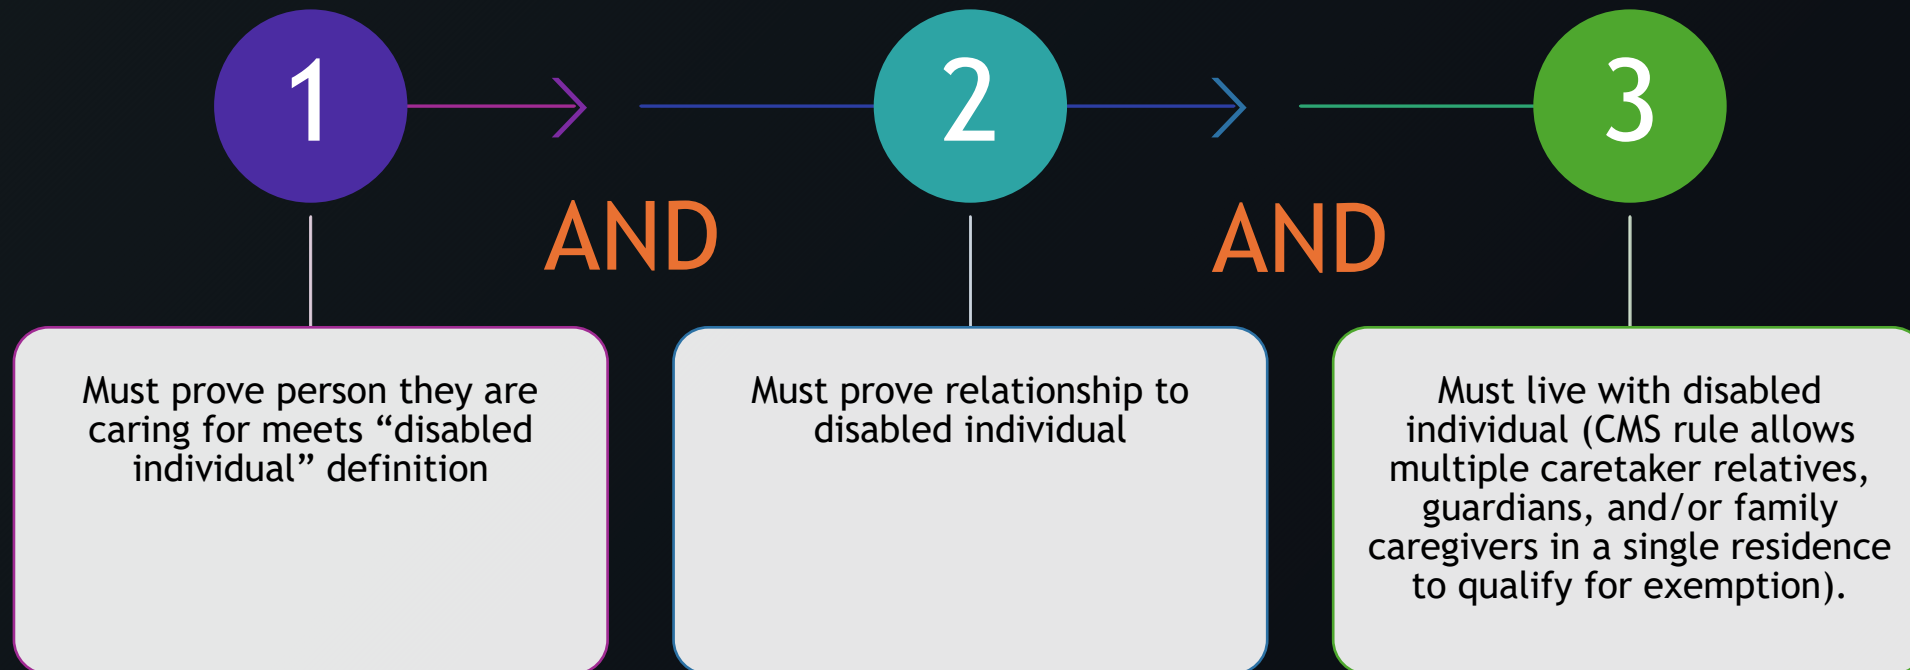 1
2
3
AND
AND
Must prove person they are
caring for meets “disabled
individual” definition
Must prove relationship to
disabled individual
Must live with disabled
individual (CMS rule allows
multiple caretaker relatives,
guardians, and/or family
caregivers in a single residence
to qualify for exemption).